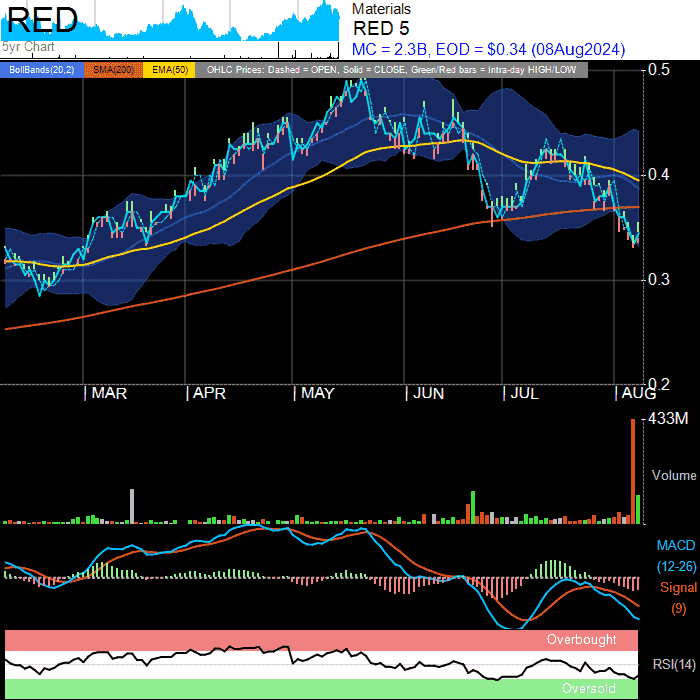 RED
5yr Chart
Materials
RED 5
MC = 2.3B, EOD = $0.34 (08Aug2024)
BollBands(20,2) SMA(200) EMA(50) OHLC Prices: Dashed = OPEN, Solid = CLOSE, Green/Red bars = Intra-day HIGH/LOW
0.5
0.4
0.3
0.2
MAR APR MAY JUN JUL AUG
433M
Volume
MACD
(12-26)
Signal
(9)
Overbought
RSI(14)
Oversold